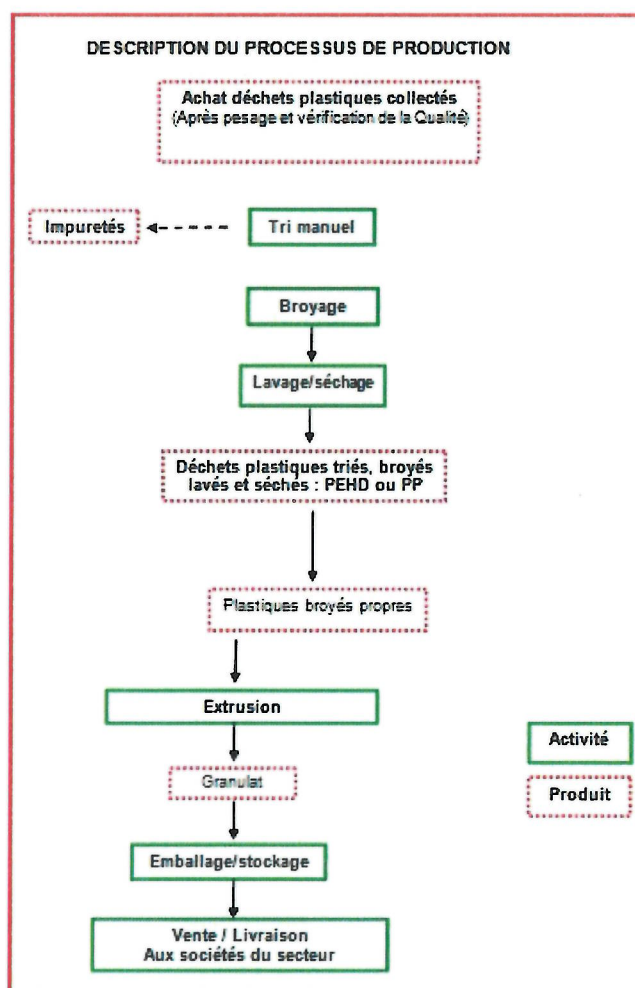 DESCRIPTION DU PROCESSUS DE PRODUCTION
Achat déchets plastiques collectés
(Après pesage et vérification de la Qualité)
Impuretés
Tri manuel
Broyage
Lavage/séchage
Déchets plastiques triés, broyés
lavés et séchés : PEHD ou PP
Plastiques broyés propres
Extrusion
Granulat
Emballage/stockage
Vente / Livraison
Aux sociétés du secteur
Activité
Produit